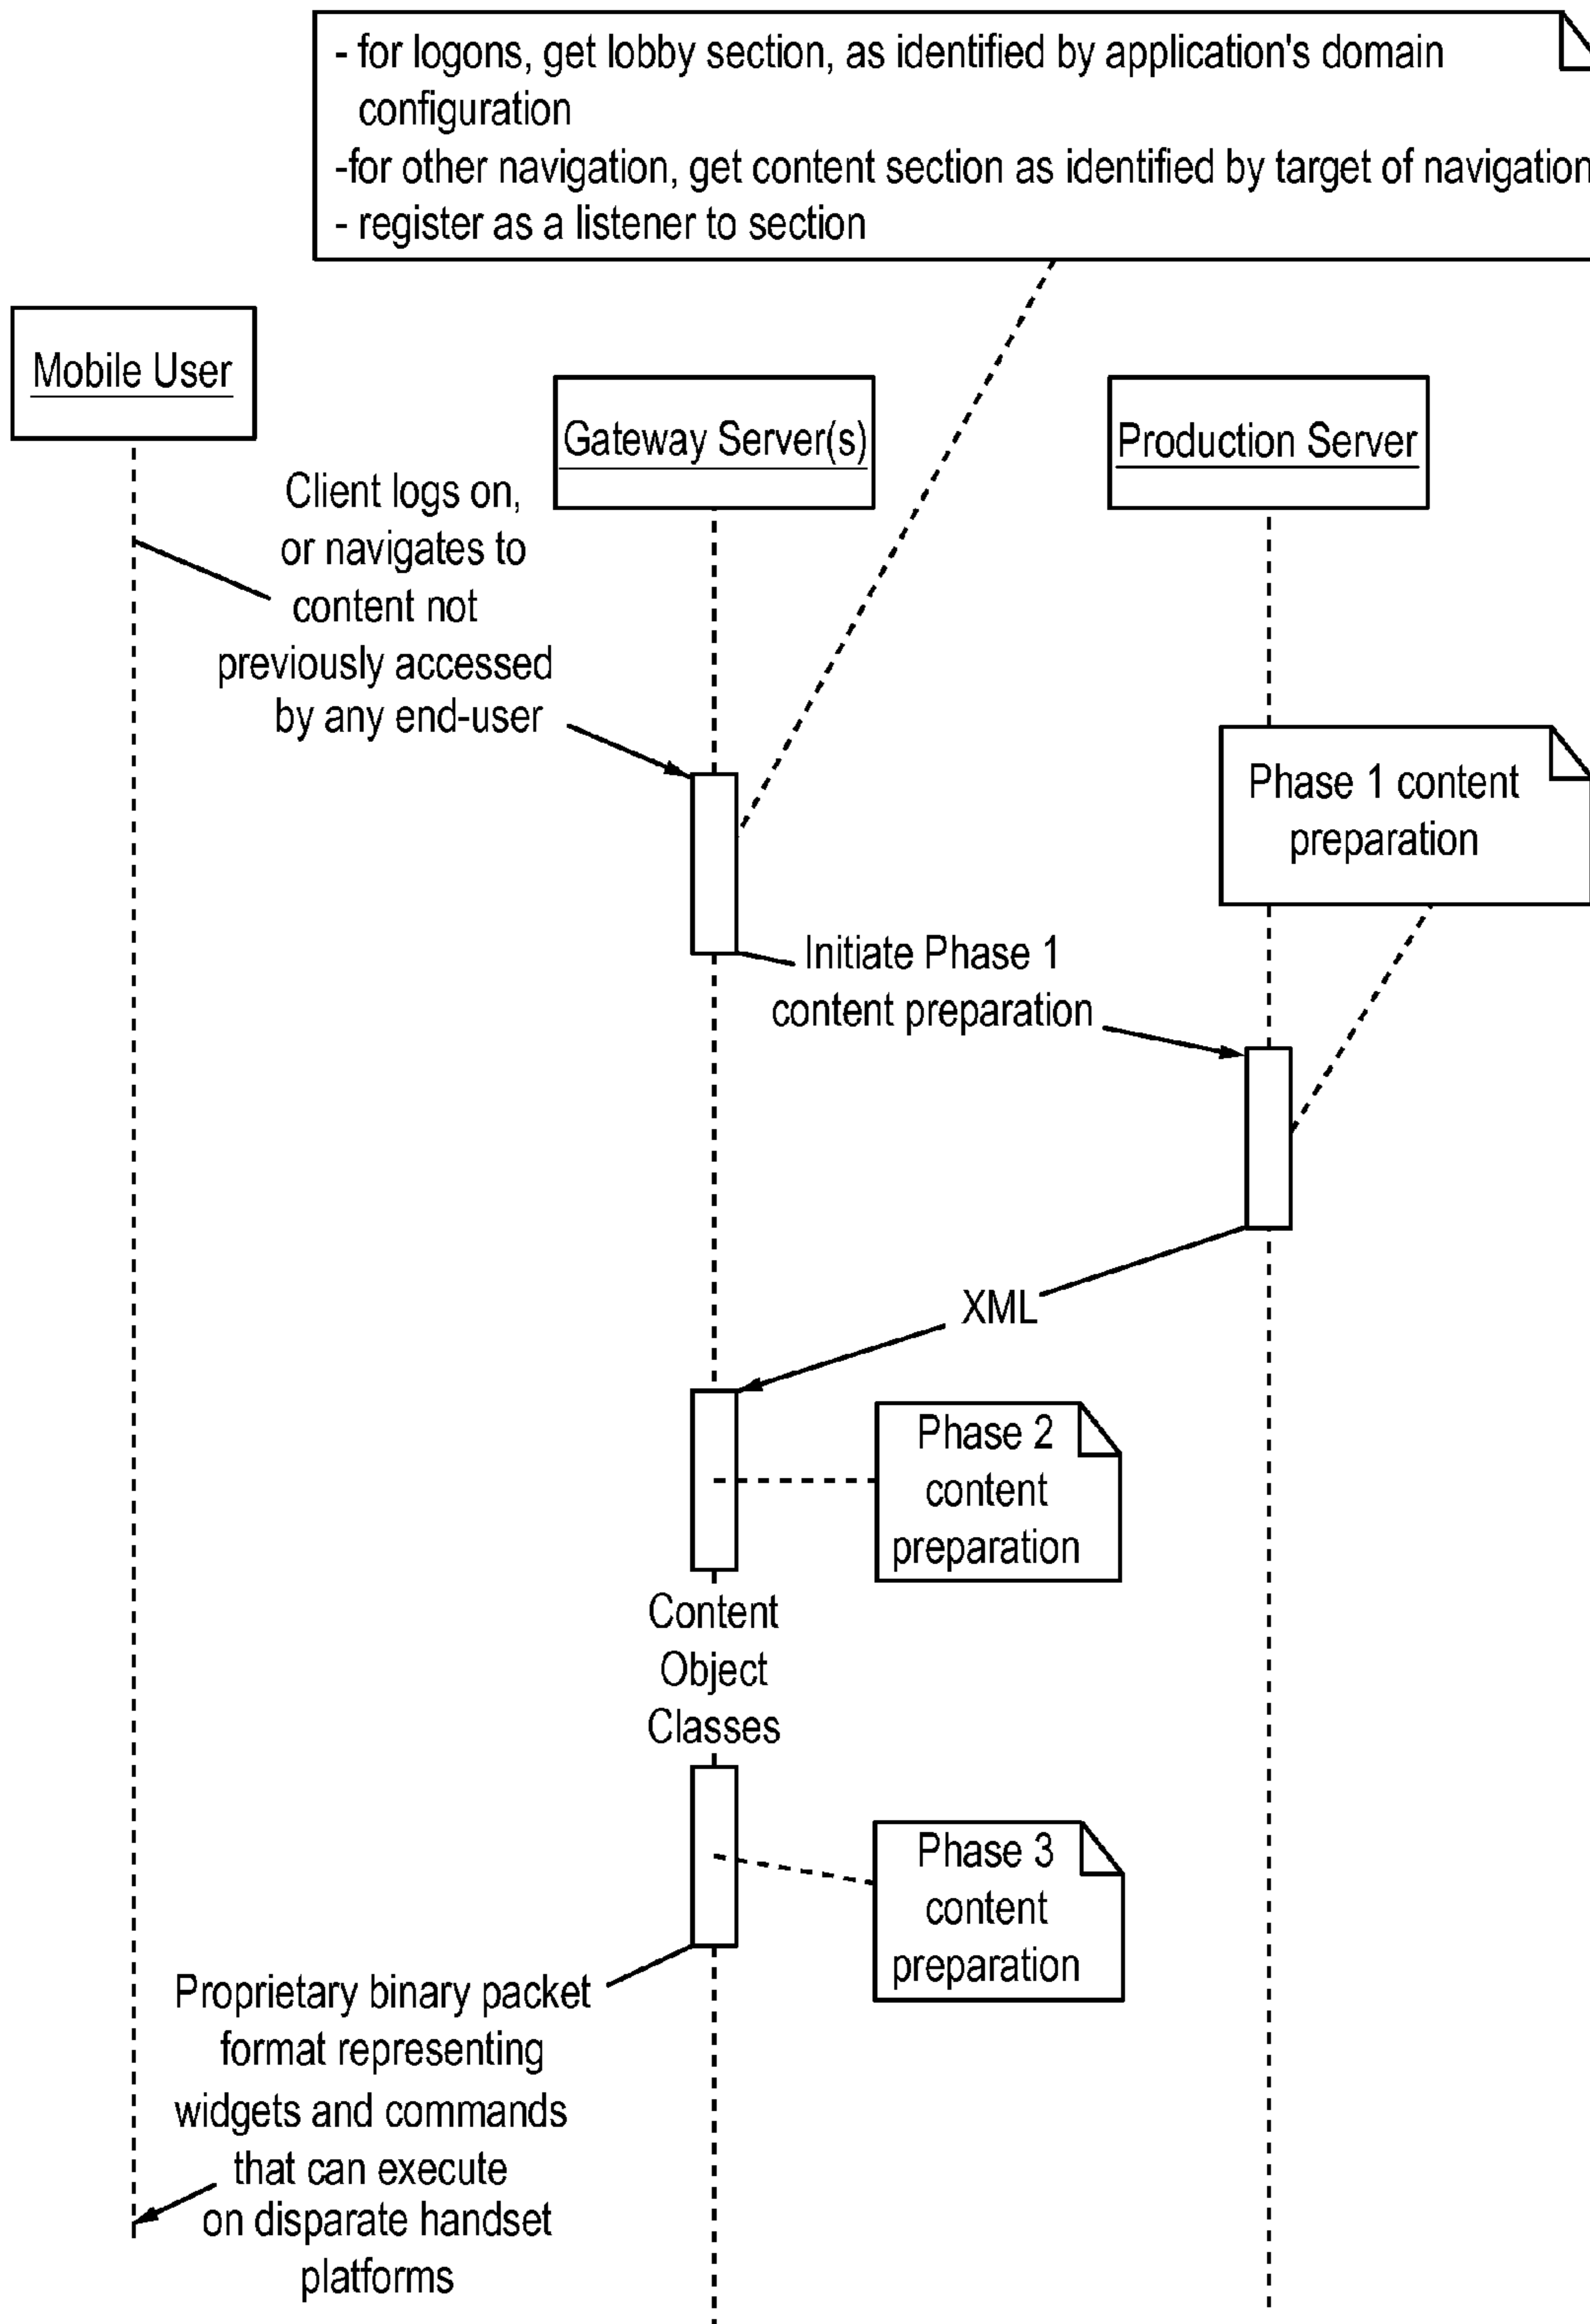 - for logons, get lobby section, as identified by application's domain
configuration
-for other navigation, get content section as identified by target of navigation
- register as a listener to section
Mobile User
Gateway Server(s)
Production Server
Client logs on,
or navigates to
content not
previously accessed
by any end-user
Phase 1 content
preparation
Initiate Phase 1
content preparation
XML
Phase 2
content
preparation
Content
Object
Classes
Phase 3
content
preparation
Proprietary binary packet
format representing
widgets and commands
that can execute
on disparate handset
platforms